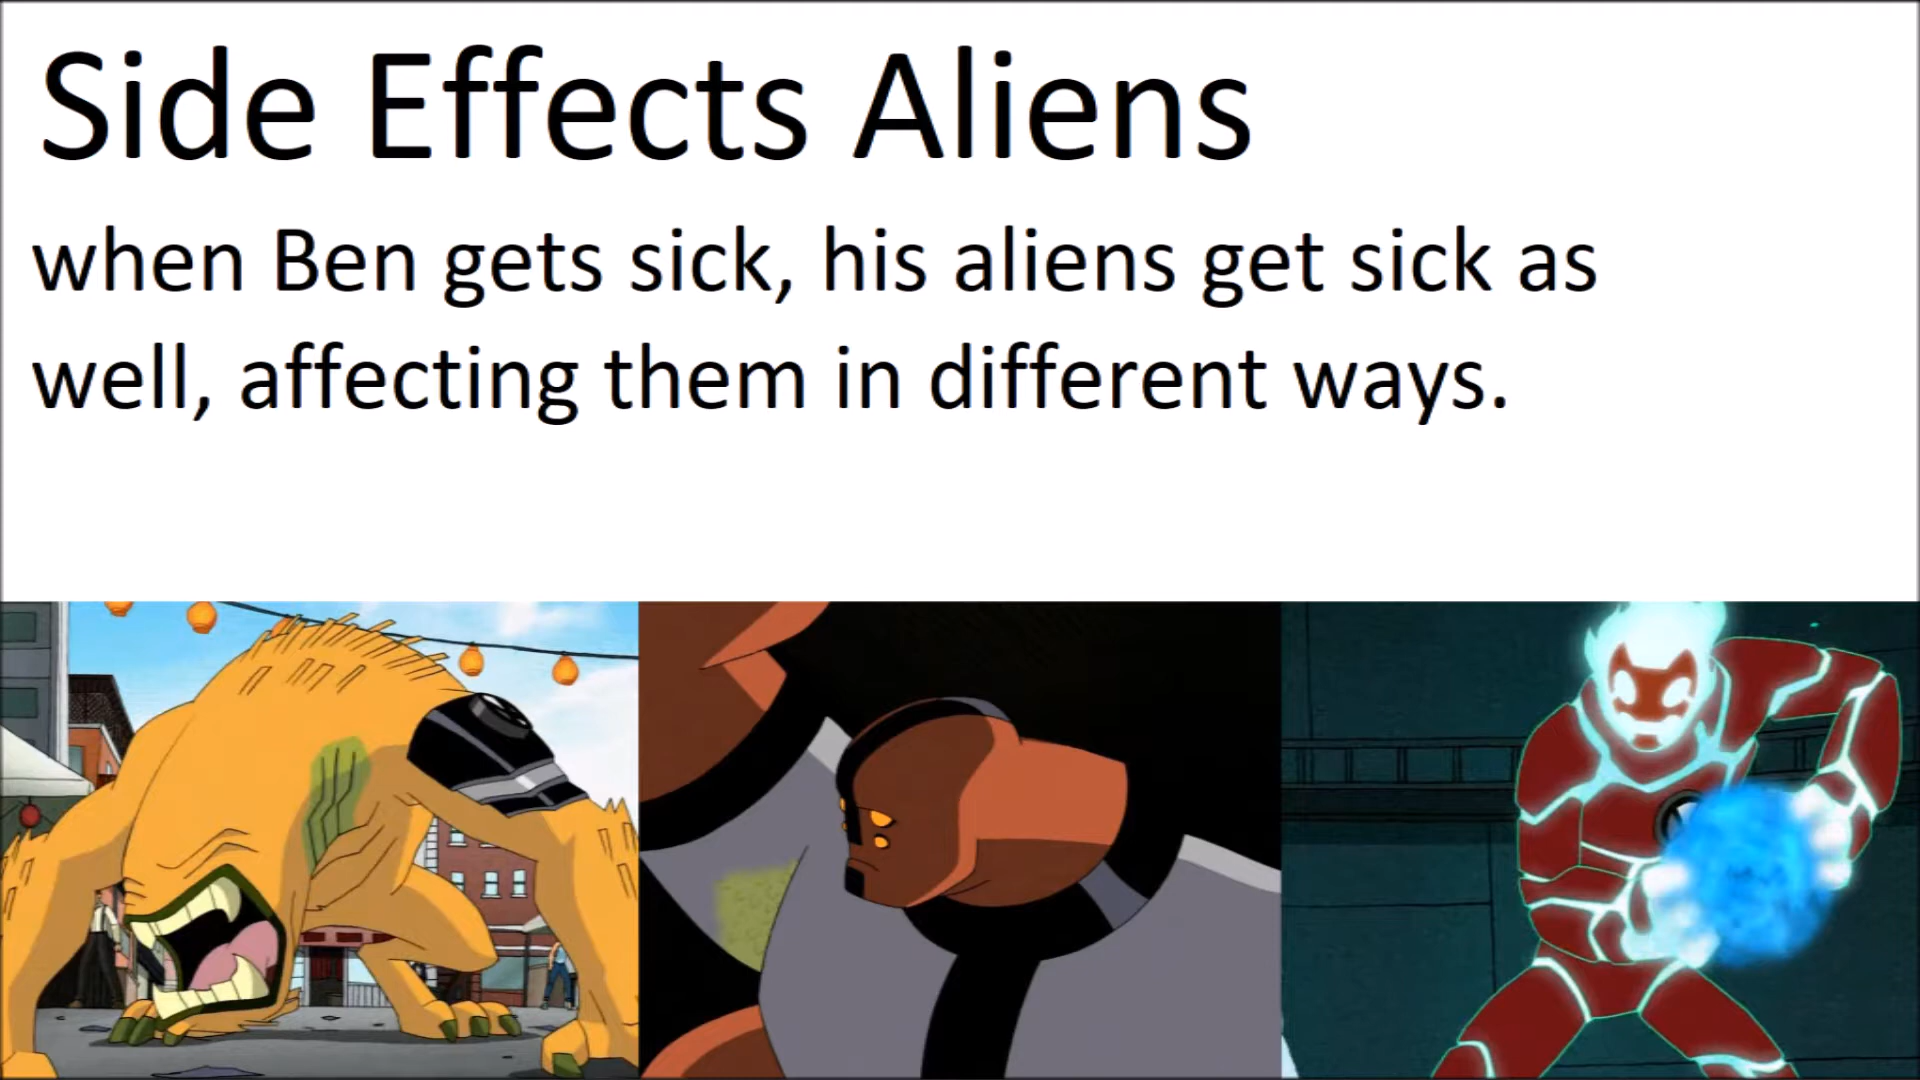 Side Effects Aliens
when Ben gets sick, his aliens get sick as
well, affecting them in different ways.